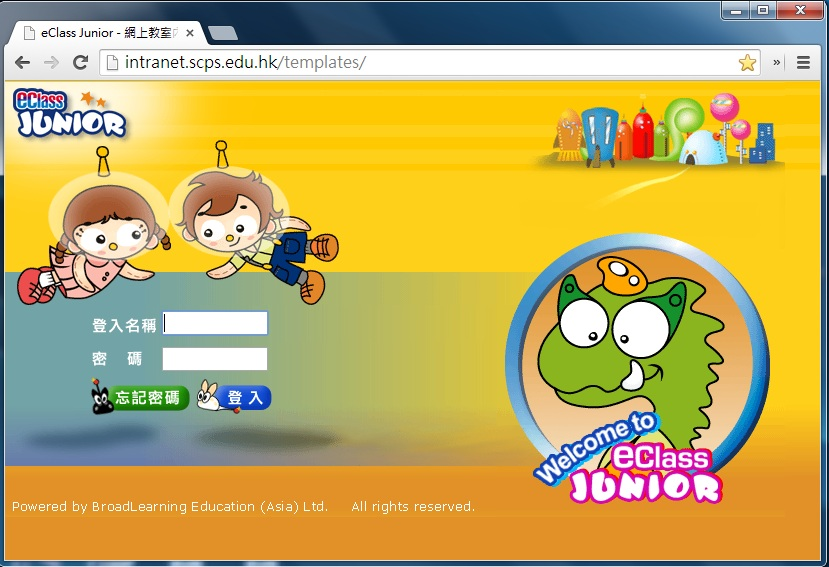 eClass Junior - 網上教室
intranet.scps.edu.hk/templates/
eClass
JUNIOR
登入名稱
密 碼
忘記密碼 登入
Welcome to
eClass
JUNIOR
Powered by BroadLearning Education (Asia) Ltd. All rights reserved.